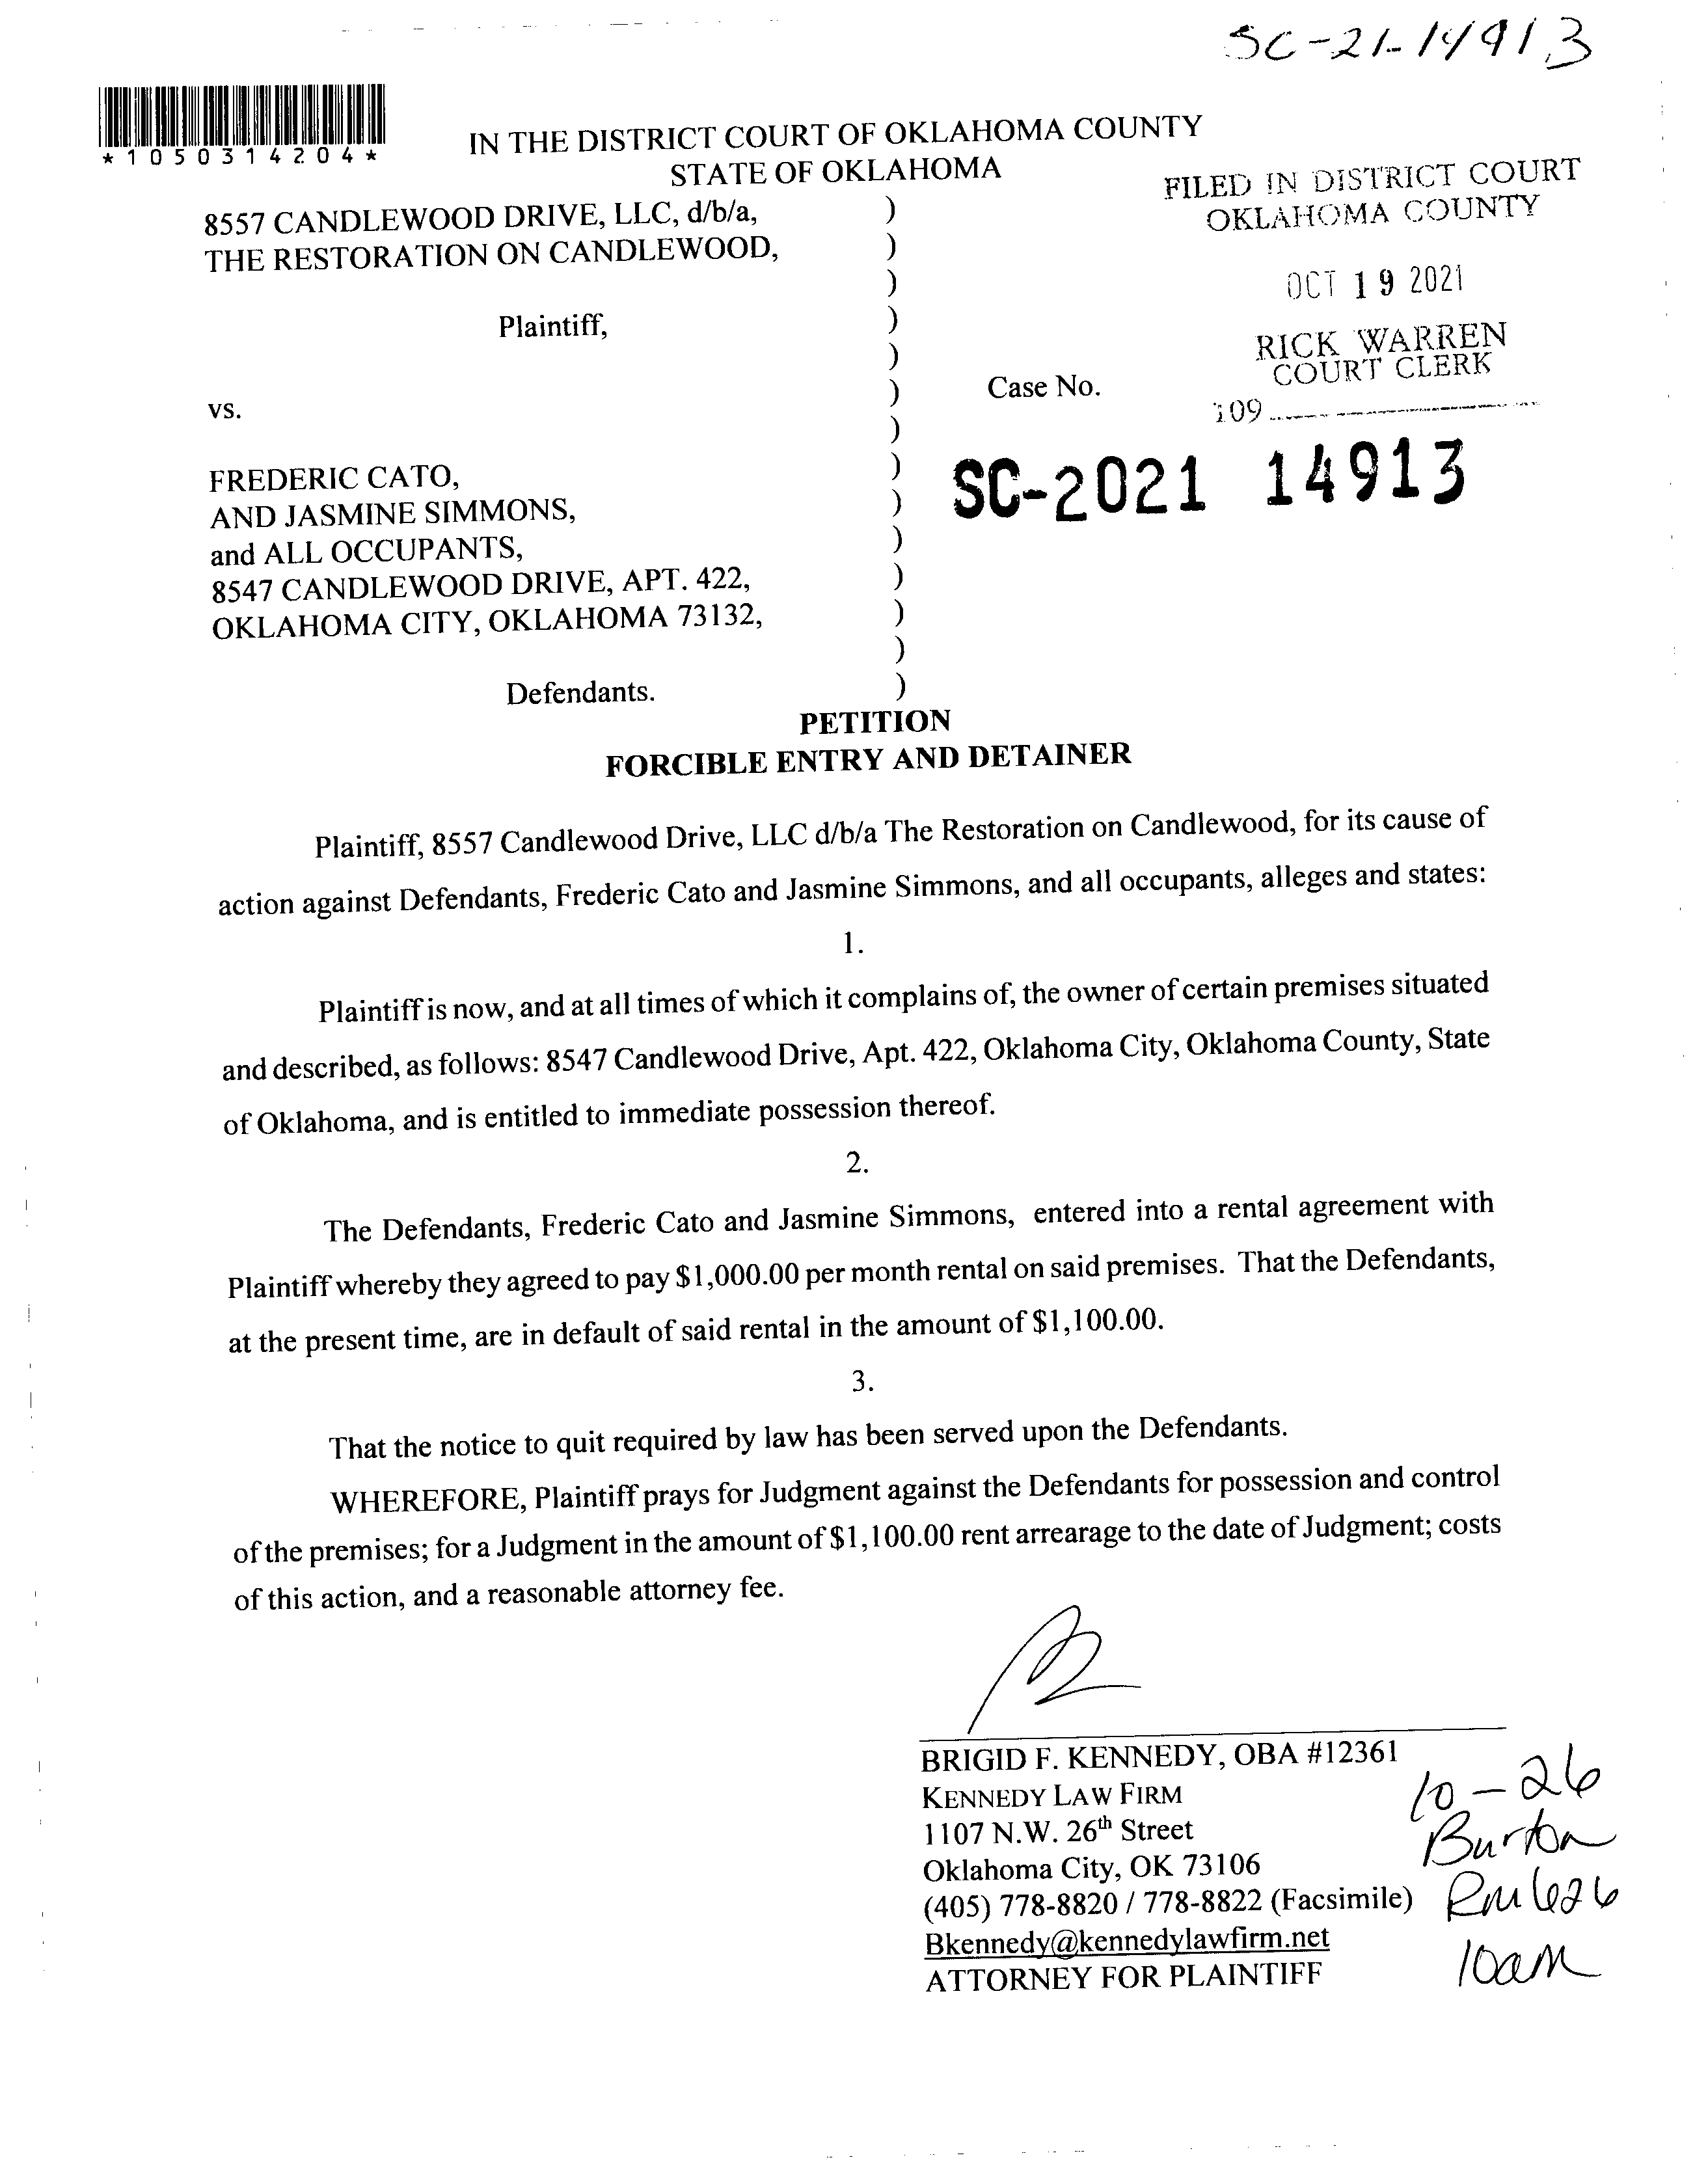 SC-21-14913
*1050314204*
IN THE DISTRICT COURT OF OKLAHOMA COUNTY
STATE OF OKLAHOMA
FILED IN DISTRICT COURT
OKLAHOMA COUNTY
OCT 19 2021
RICK WARREN
COURT CLERK
109
8557 CANDLEWOOD DRIVE, LLC, d/b/a, )
THE RESTORATION ON CANDLEWOOD, )
)
Plaintiff, )
)
vs. )
)
FREDERIC CATO, )
AND JASMINE SIMMONS, )
and ALL OCCUPANTS, )
8547 CANDLEWOOD DRIVE, APT. 422, )
OKLAHOMA CITY, OKLAHOMA 73132, )
)
Defendants. )
Case No.
SC-2021 14913
PETITION
FORCIBLE ENTRY AND DETAINER
Plaintiff, 8557 Candlewood Drive, LLC d/b/a The Restoration on Candlewood, for its cause of
action against Defendants, Frederic Cato and Jasmine Simmons, and all occupants, alleges and states:
1.
Plaintiff is now, and at all times of which it complains of, the owner of certain premises situated
and described, as follows: 8547 Candlewood Drive, Apt. 422, Oklahoma City, Oklahoma County, State
of Oklahoma, and is entitled to immediate possession thereof.
2.
The Defendants, Frederic Cato and Jasmine Simmons, entered into a rental agreement with
Plaintiff whereby they agreed to pay $1,000.00 per month rental on said premises. That the Defendants,
at the present time, are in default of said rental in the amount of $1,100.00.
3.
That the notice to quit required by law has been served upon the Defendants.
WHEREFORE, Plaintiff prays for Judgment against the Defendants for possession and control
of the premises; for a Judgment in the amount of $1,100.00 rent arrearage to the date of Judgment; costs
of this action, and a reasonable attorney fee.
BRIGID F. KENNEDY, OBA #12361
KENNEDY LAW FIRM
1107 N.W. 26th Street
Oklahoma City, OK 73106
(405) 778-8820 / 778-8822 (Facsimile)
Bkennedy@kennedylawfirm.net
ATTORNEY FOR PLAINTIFF
10-26
Burton
Rm 626
10am